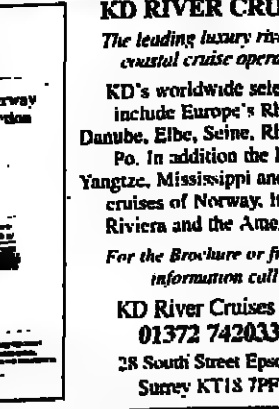 KD RIVER CRU
The leading luxury riv
coastal cruise opera
KD's worldwide sele
include Europe's Rh
Danube, Elbe, Seine, Rh
Po. In addition the
Yangtze, Mississippi and
cruises of Norway,
Riviera and the Ame
For the Brochure or
information call
KD River Cruises
01372 742033
28 South Street Epso
Surrey KT18 7PF
rway